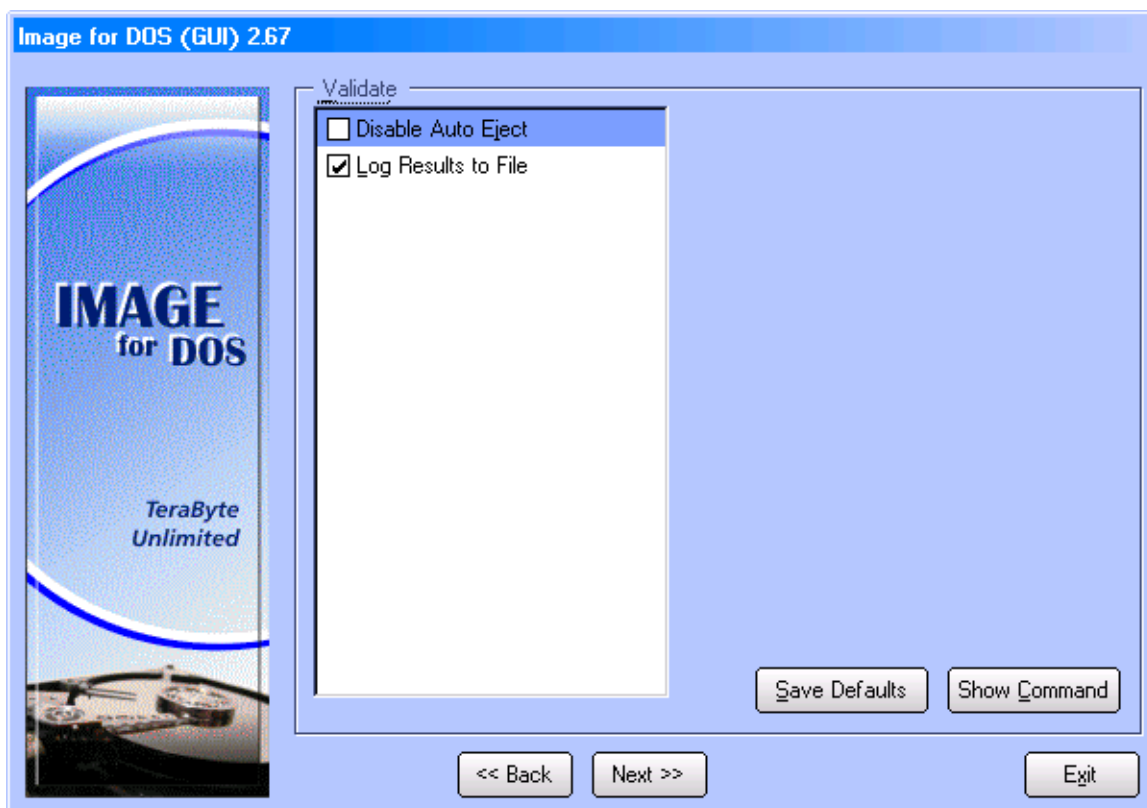 Image for DOS (GUI) 2.67
IMAGE
for DOS
TeraByte
Unlimited
Validate
Disable Auto Eject
Log Results to File
Save Defaults
Show Command
<< Back
Next >>
Exit